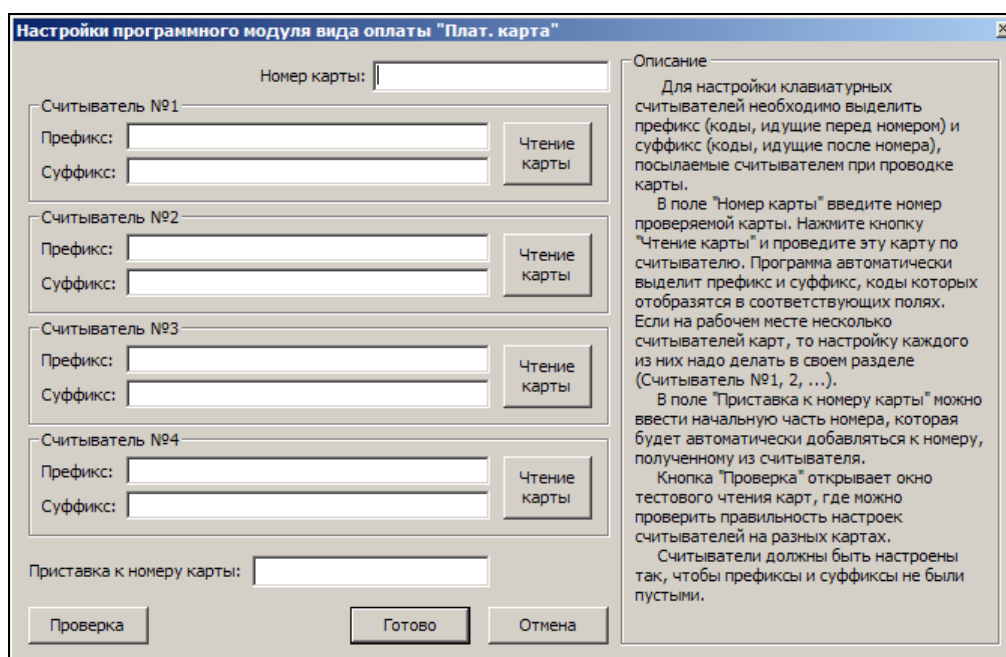 Настройки программного модуля вида оплаты "Плат. карта"
Номер карты:
Считыватель №1
Префикс:
Суффикс:
Чтение
карты
Считыватель №2
Префикс:
Суффикс:
Чтение
карты
Считыватель №3
Префикс:
Суффикс:
Чтение
карты
Считыватель №4
Префикс:
Суффикс:
Чтение
карты
Приставка к номеру карты:
Проверка
Готово
Отмена
Описание
Для настройки клавиатурных
считывателей необходимо выделить
префикс (коды, идущие перед номером) и
суффикс (коды, идущие после номера),
посылаемые считывателем при проводке
карты.
В поле "Номер карты" введите номер
проверяемой карты. Нажмите кнопку
"Чтение карты" и проведите эту карту по
считывателю. Программа автоматически
выделит префикс и суффикс, коды которых
отобразятся в соответствующих полях.
Если на рабочем месте несколько
считывателей карт, то настройку каждого
из них надо делать в своем разделе
(Считыватель №1, 2, ...).
В поле "Приставка к номеру карты" можно
ввести начальную часть номера, которая
будет автоматически добавляться к номеру,
полученному из считывателя.
Кнопка "Проверка" открывает окно
тестового чтения карт, где можно
проверить правильность настроек
считывателей на разных картах.
Считыватели должны быть настроены
так, чтобы префиксы и суффиксы не были
пустыми.